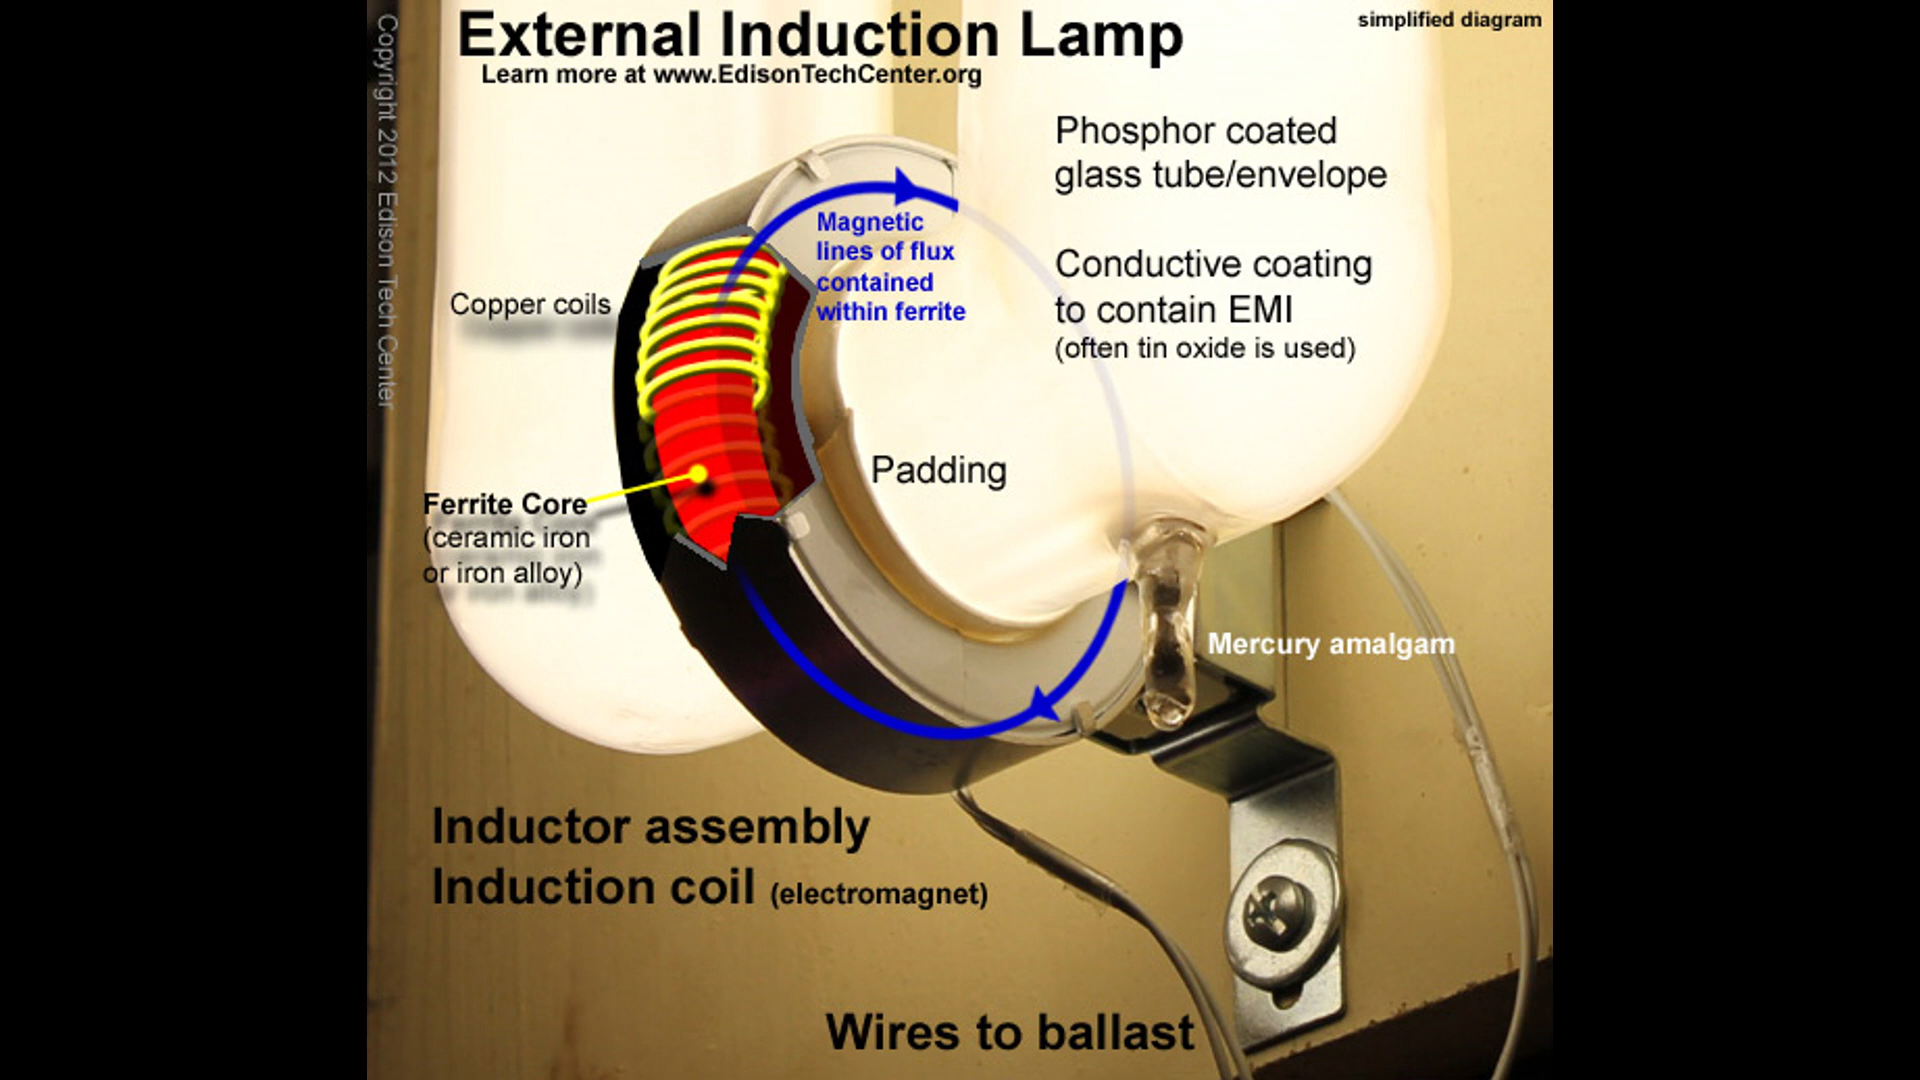 External Induction Lamp
simplified diagram
Learn more at www.EdisonTechCenter.org
Copyright 2012 Edison Tech Center
Phosphor coated
glass tube/envelope
Magnetic
lines of flux
contained
within ferrite
Conductive coating
to contain EMI
(often tin oxide is used)
Copper coils
Padding
Ferrite Core
(ceramic iron
or iron alloy)
Mercury amalgam
Inductor assembly
Induction coil (electromagnet)
Wires to ballast